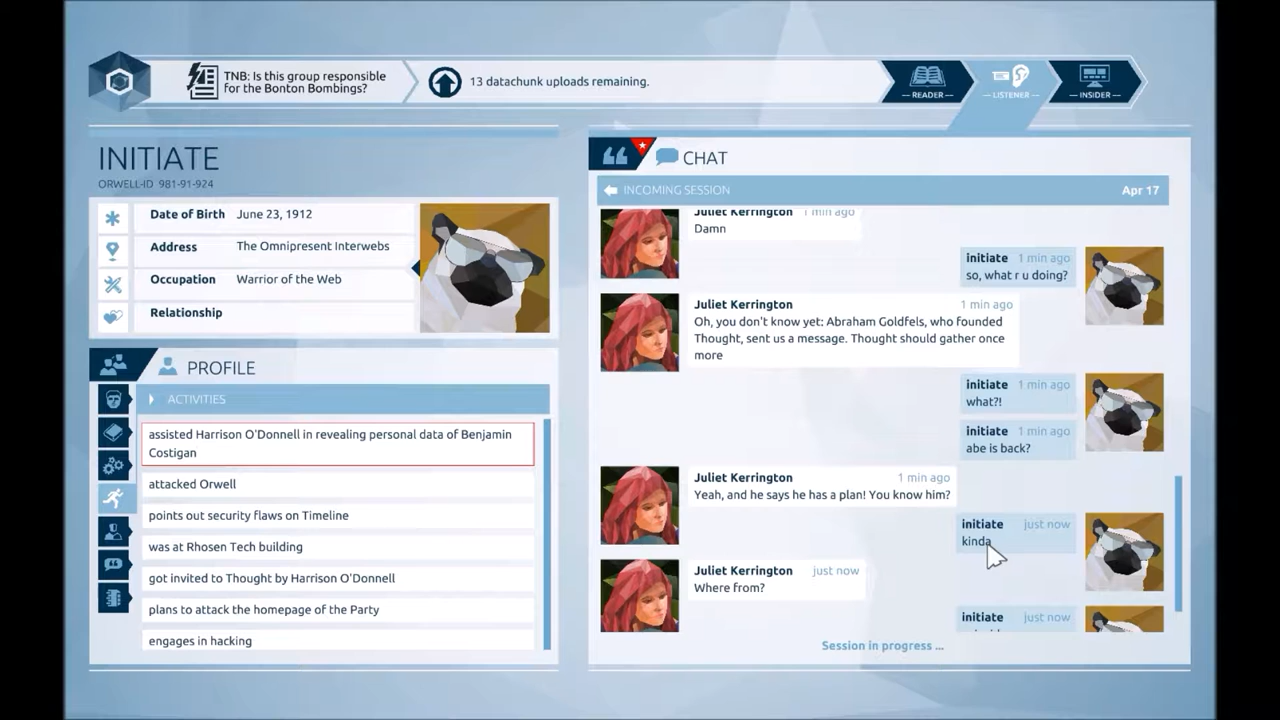 TNB: Is this group responsible
for the Bonton Bombings?
13 datachunk uploads remaining.
READER
LISTENER
INSIDER
INITIATE
ORWELL-ID 981-91-924
Date of Birth June 23, 1912
Address The Omnipresent Interwebs
Occupation Warrior of the Web
Relationship
PROFILE
ACTIVITIES
assisted Harrison O'Donnell in revealing personal data of Benjamin
Costigan
attacked Orwell
points out security flaws on Timeline
was at Rhosen Tech building
got invited to Thought by Harrison O'Donnell
plans to attack the homepage of the Party
engages in hacking
CHAT
INCOMING SESSION Apr 17
Juliet Kerrington 1 min ago
Damn
initiate 1 min ago
so, what r u doing?
Juliet Kerrington 1 min ago
Oh, you don't know yet: Abraham Goldfels, who founded
Thought, sent us a message. Thought should gather once
more
initiate 1 min ago
what?!
initiate 1 min ago
abe is back?
Juliet Kerrington 1 min ago
Yeah, and he says he has a plan! You know him?
initiate just now
kinda
Juliet Kerrington just now
Where from?
initiate just now
Session in progress ...